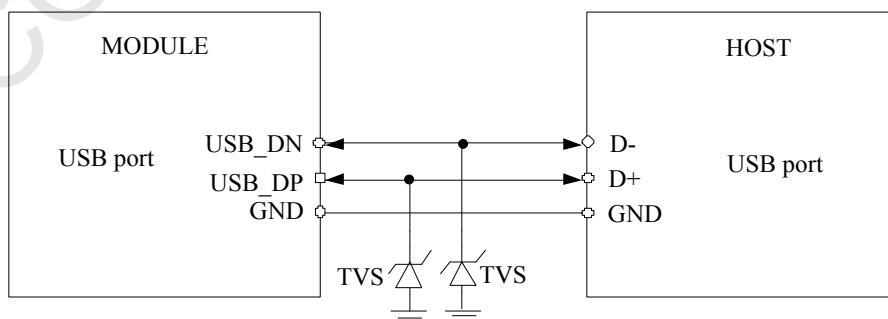 MODULE
HOST
USB_DN
D-
USB port
USB port
USB_DP
D+
GND
GND
TVS
TVS